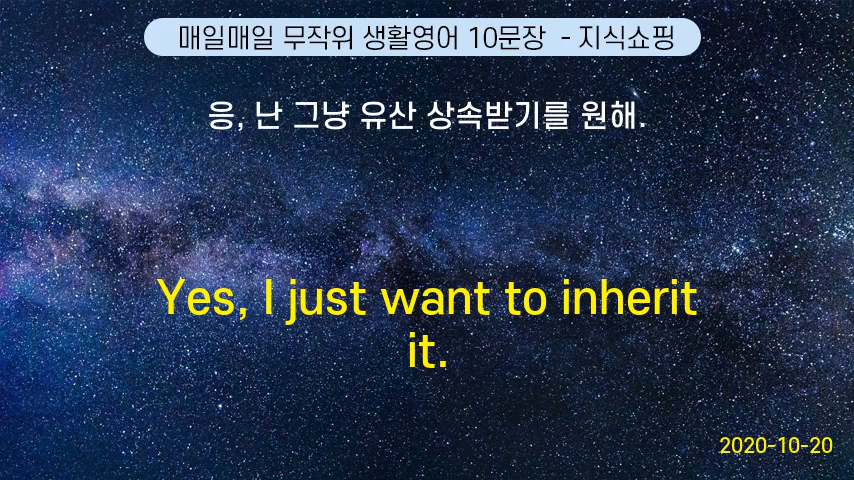 매일매일 무작위 생활영어 10문장 - 지식쇼핑
응, 난 그냥 유산 상속받기를 원해.
Yes, I just want to inherit
it.
2020-10-20